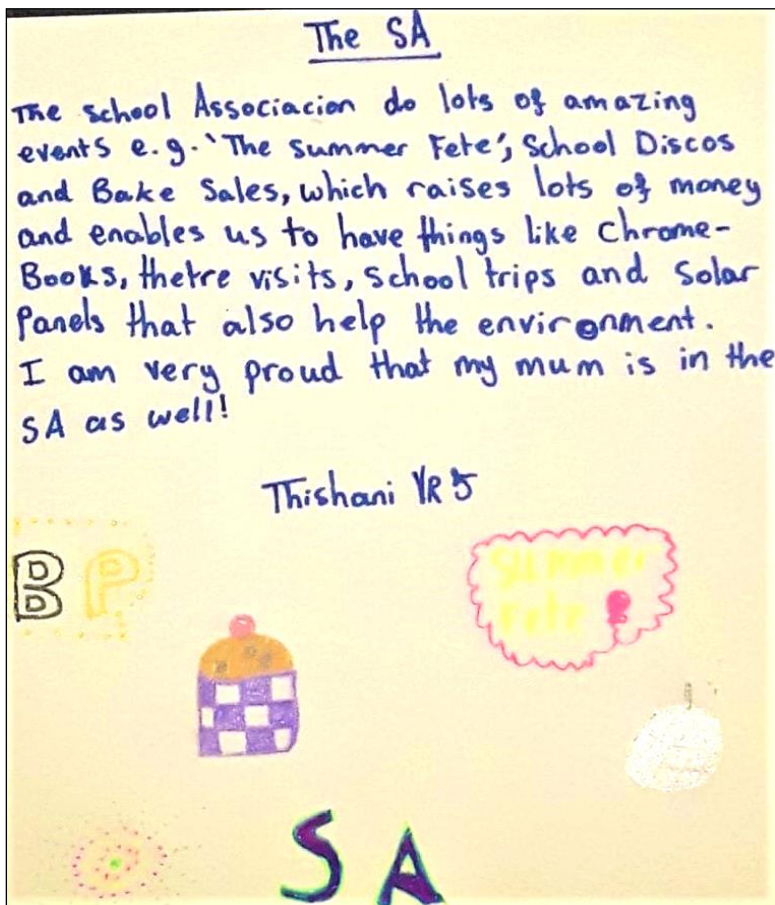 The SA
The school Associacion do lots of amazing
events e.g. 'The Summer Fete', School Discos
and Bake Sales, which raises lots of money
and enables us to have things like Chrome-
Books, thetre visits, school trips and Solar
Panels that also help the environment.
I am very proud that my mum is in the
SA as well!
Thishani YR 5
BP
Summer
Fete
SA